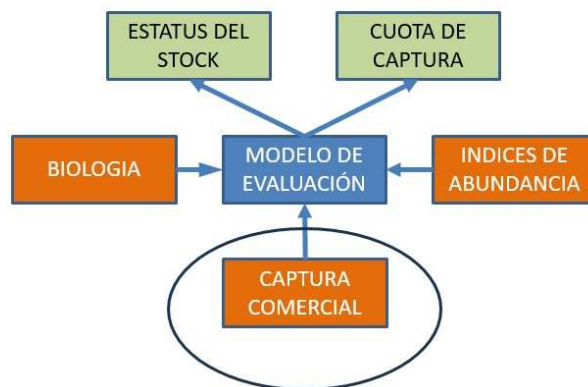 ESTATUS DEL
STOCK
CUOTA DE
CAPTURA
BIOLOGIA
MODELO DE
EVALUACIÓN
INDICES DE
ABUNDANCIA
CAPTURA
COMERCIAL